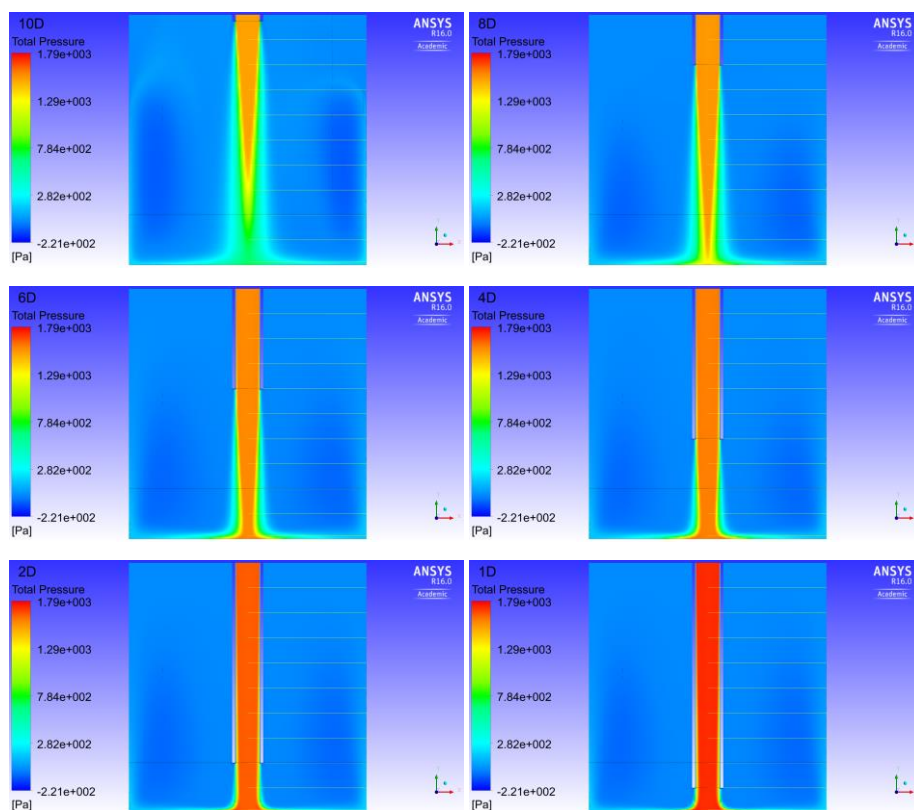 10D
Total Pressure
1.79e+003
1.29e+003
7.84e+002
2.82e+002
-2.21e+002
[Pa]
ANSYS
R16.0
Academic
8D
Total Pressure
1.79e+003
1.29e+003
7.84e+002
2.82e+002
-2.21e+002
[Pa]
ANSYS
R16.0
Academic
6D
Total Pressure
1.79e+003
1.29e+003
7.84e+002
2.82e+002
-2.21e+002
[Pa]
ANSYS
R16.0
Academic
4D
Total Pressure
1.79e+003
1.29e+003
7.84e+002
2.82e+002
-2.21e+002
[Pa]
ANSYS
R16.0
Academic
2D
Total Pressure
1.79e+003
1.29e+003
7.84e+002
2.82e+002
-2.21e+002
[Pa]
ANSYS
R16.0
Academic
1D
Total Pressure
1.79e+003
1.29e+003
7.84e+002
2.82e+002
-2.21e+002
[Pa]
ANSYS
R16.0
Academic